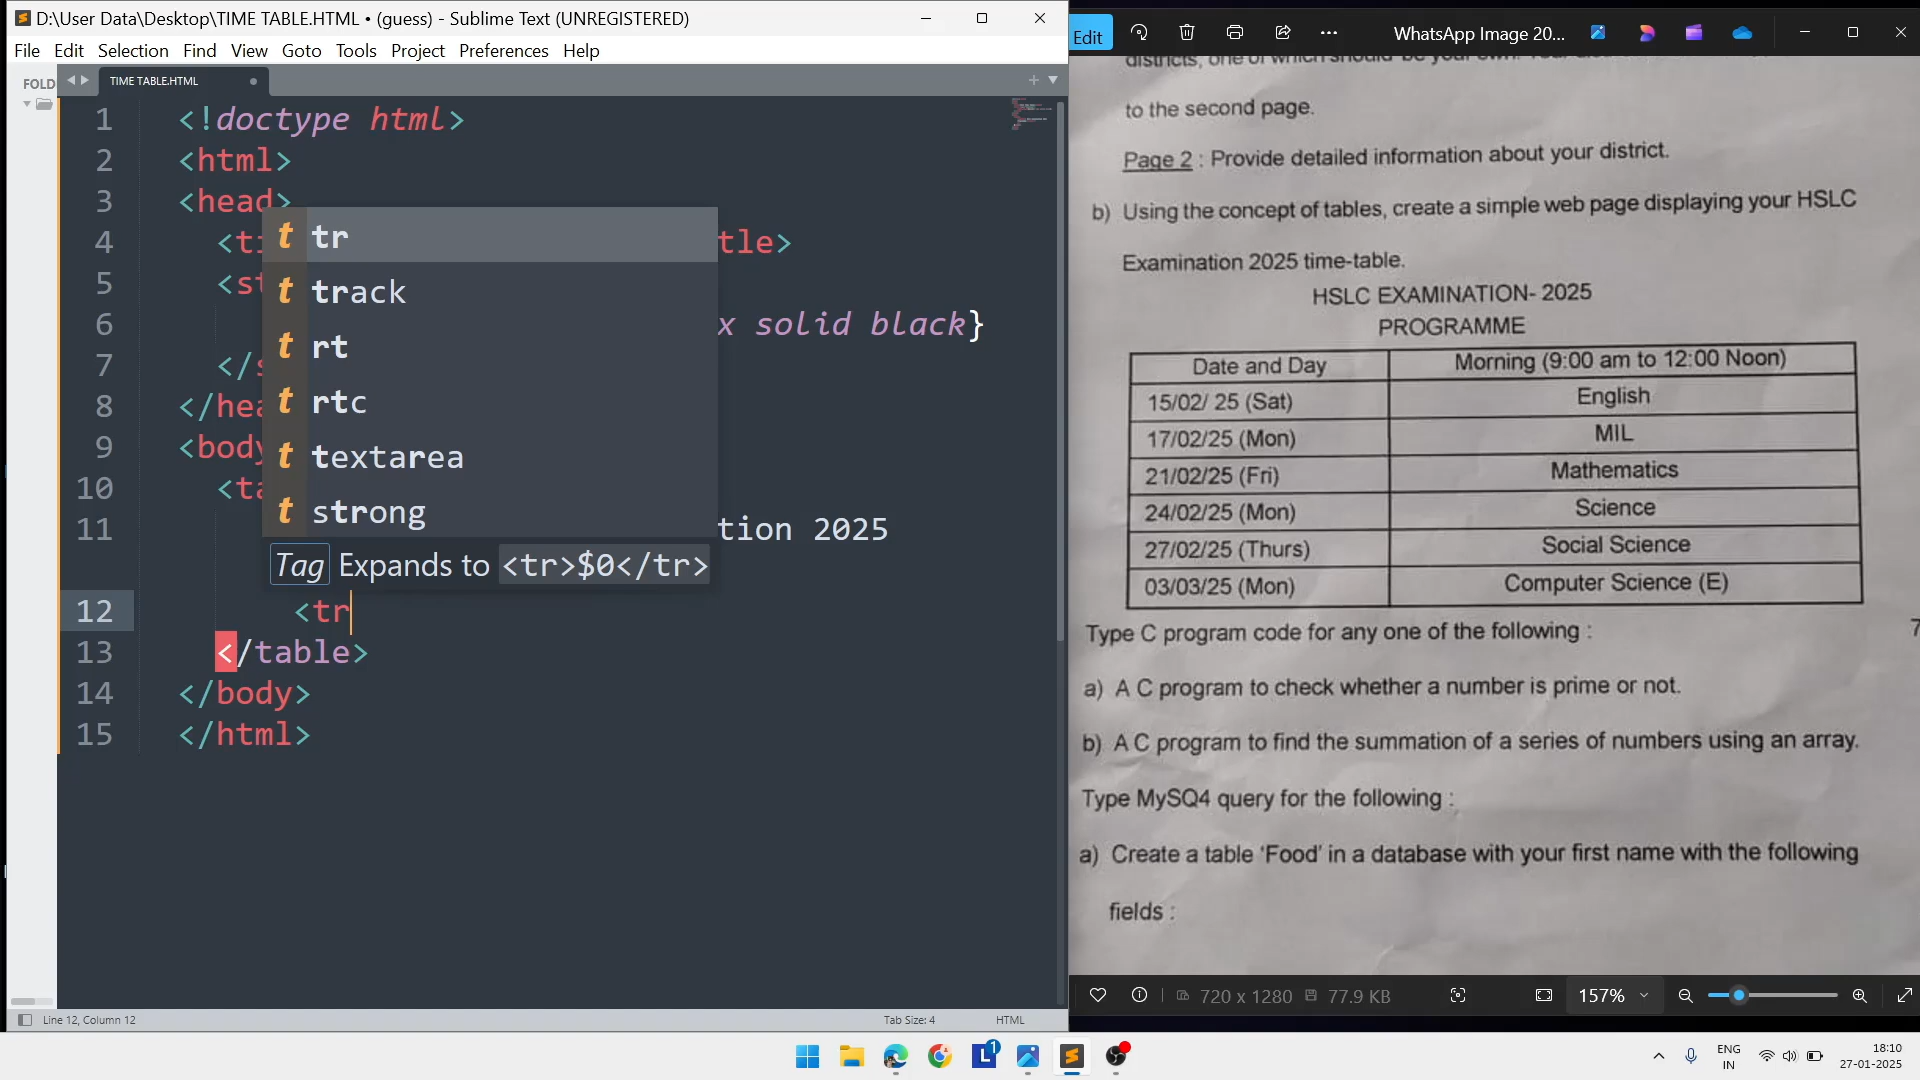 D:\User Data\Desktop\TIME TABLE.HTML • (guess) - Sublime Text (UNREGISTERED)
File Edit Selection Find View Goto Tools Project Preferences Help
FOLD
TIME TABLE.HTML
1 <!doctype html>
2 <html>
3 <head>
4 <ti tle>
5 <st
6 x solid black}
7 </s
8 </hea
9 <body
10 <ta
11 tion 2025
12 <tr
13 </table>
14 </body>
15 </html>
t tr
t track
t rt
t rtc
t textarea
t strong
Tag Expands to <tr>$0</tr>
Line 12, Column 12
Tab Size: 4
HTML
Edit
WhatsApp Image 20...
districts, one of which should be your own.
to the second page.
Page 2 : Provide detailed information about your district.
b) Using the concept of tables, create a simple web page displaying your HSLC
Examination 2025 time-table.
HSLC EXAMINATION- 2025
PROGRAMME
Date and Day Morning (9:00 am to 12:00 Noon)
15/02/ 25 (Sat) English
17/02/25 (Mon) MIL
21/02/25 (Fri) Mathematics
24/02/25 (Mon) Science
27/02/25 (Thurs) Social Science
03/03/25 (Mon) Computer Science (E)
Type C program code for any one of the following : 7
a) A C program to check whether a number is prime or not.
b) A C program to find the summation of a series of numbers using an array.
Type MySQ4 query for the following :
a) Create a table 'Food' in a database with your first name with the following
fields :
720 x 1280 77.9 KB
157%
L 1
ENG
IN
18:10
27-01-2025